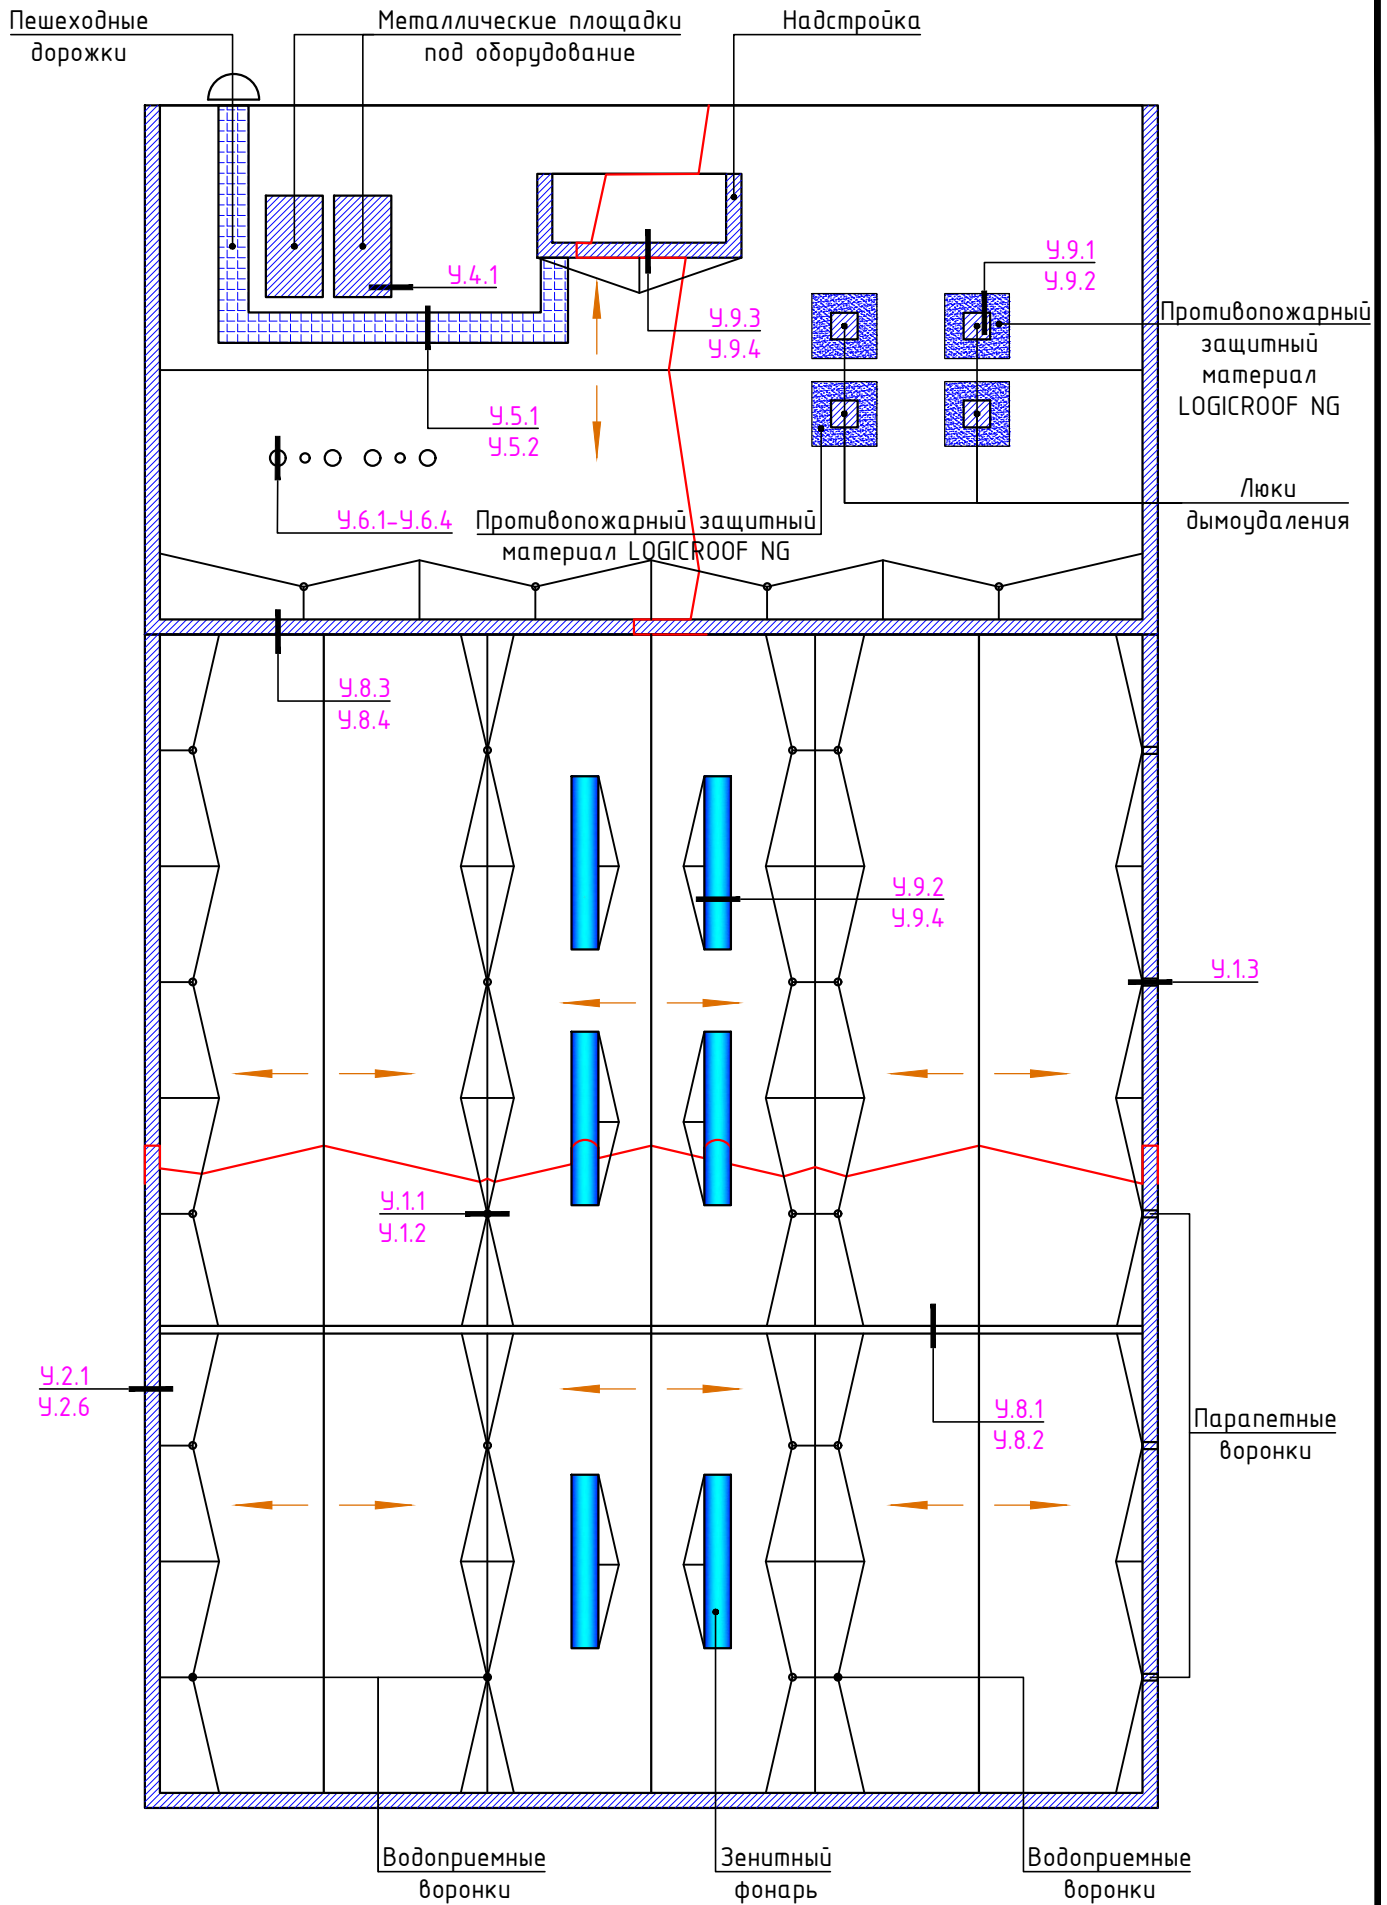 Пешеходные
дорожки
Металлические площадки
под оборудование
Надстройка
У.4.1
У.9.3
У.9.4
У.9.1
У.9.2
Противопожарный
защитный
материал
LOGICROOF NG
У.5.1
У.5.2
У.6.1-У.6.4
Противопожарный защитный
материал LOGICROOF NG
Люки
дымоудаления
У.8.3
У.8.4
У.9.2
У.9.4
У.1.3
У.1.1
У.1.2
У.2.1
У.2.6
У.8.1
У.8.2
Парапетные
воронки
Водоприемные
воронки
Зенитный
фонарь
Водоприемные
воронки